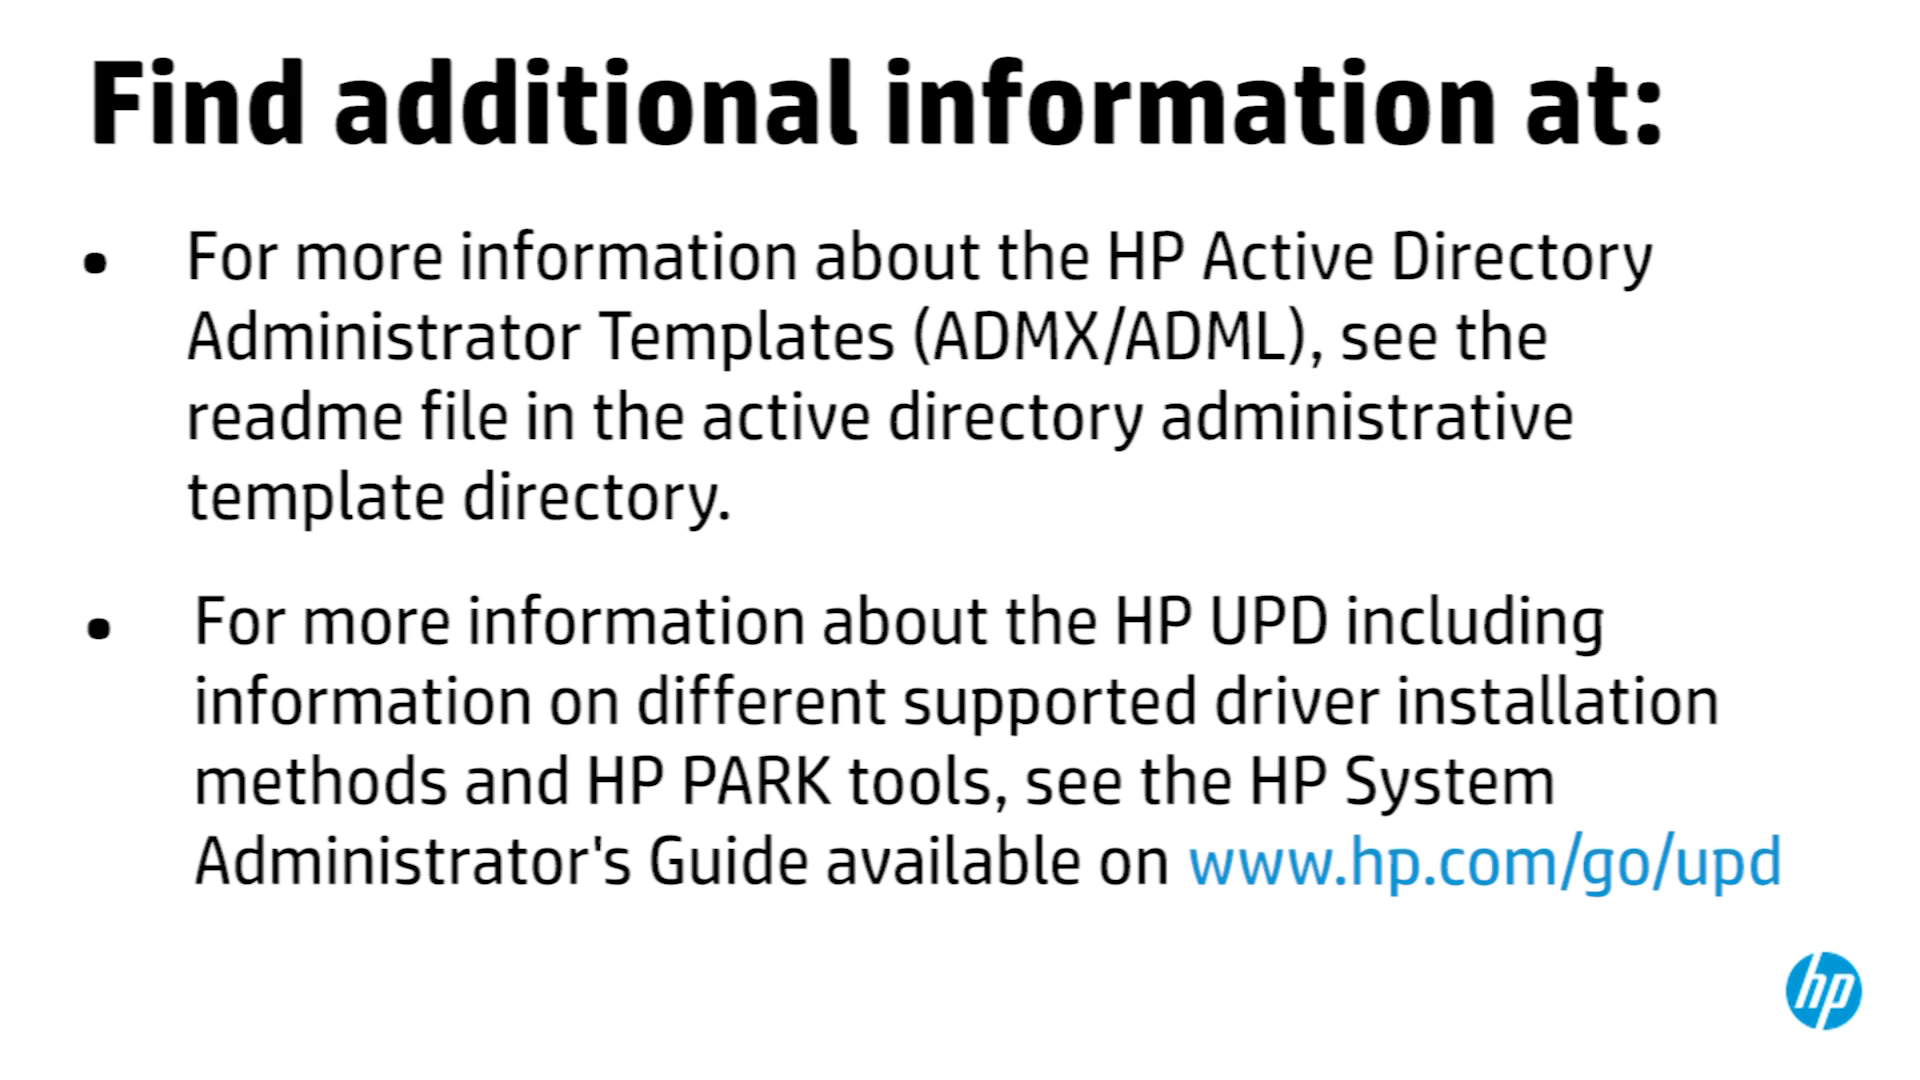 Find additional information at:
• For more information about the HP Active Directory
Administrator Templates (ADMX/ADML), see the
readme file in the active directory administrative
template directory.
• For more information about the HP UPD including
information on different supported driver installation
methods and HP PARK tools, see the HP System
Administrator's Guide available on www.hp.com/go/upd
hp